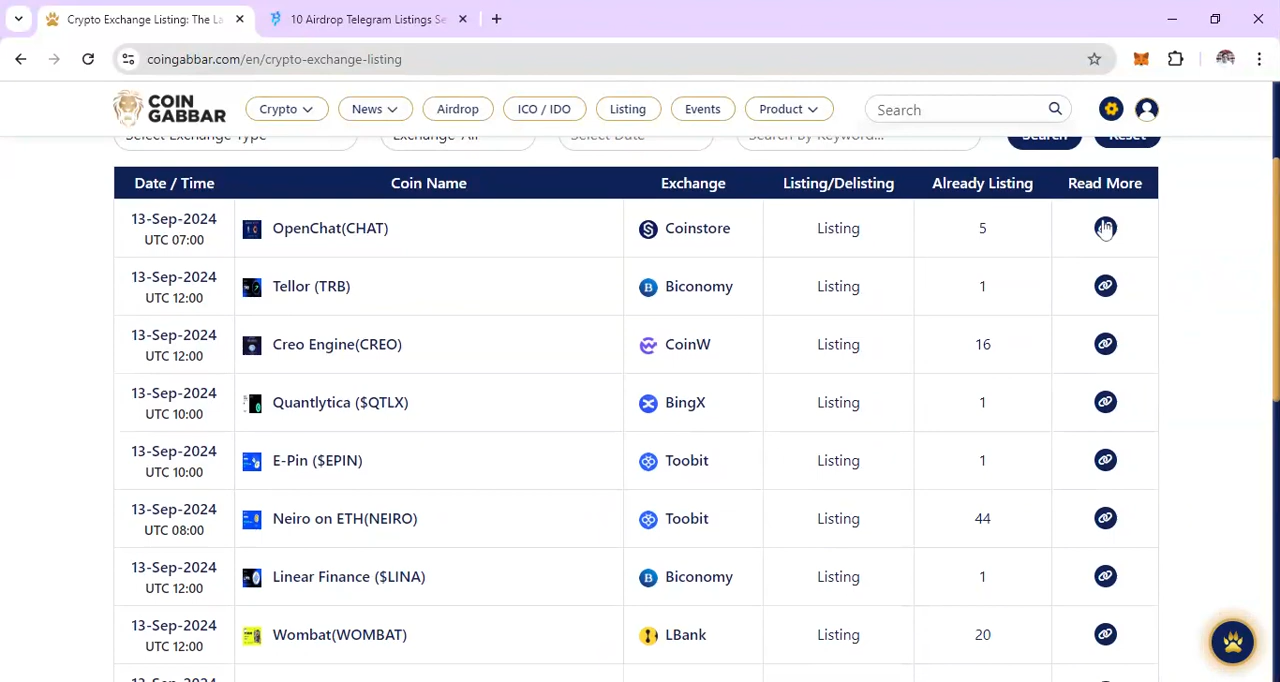 Crypto Exchange Listing: The La
10 Airdrop Telegram Listings Se
coingabbar.com/en/crypto-exchange-listing
COIN GABBAR
Crypto
News
Airdrop
ICO / IDO
Listing
Events
Product
Search
Select Exchange Type
Exchange All
Select Date
Search By Keyword...
Search
Reset
Date / Time Coin Name Exchange Listing/Delisting Already Listing Read More
13-Sep-2024
UTC 07:00
OpenChat(CHAT) Coinstore Listing 5
13-Sep-2024
UTC 12:00
Tellor (TRB) Biconomy Listing 1
13-Sep-2024
UTC 12:00
Creo Engine(CREO) CoinW Listing 16
13-Sep-2024
UTC 10:00
Quantlytica ($QTLX) BingX Listing 1
13-Sep-2024
UTC 10:00
E-Pin ($EPIN) Toobit Listing 1
13-Sep-2024
UTC 08:00
Neiro on ETH(NEIRO) Toobit Listing 44
13-Sep-2024
UTC 12:00
Linear Finance ($LINA) Biconomy Listing 1
13-Sep-2024
UTC 12:00
Wombat(WOMBAT) LBank Listing 20
13-Sep-2024